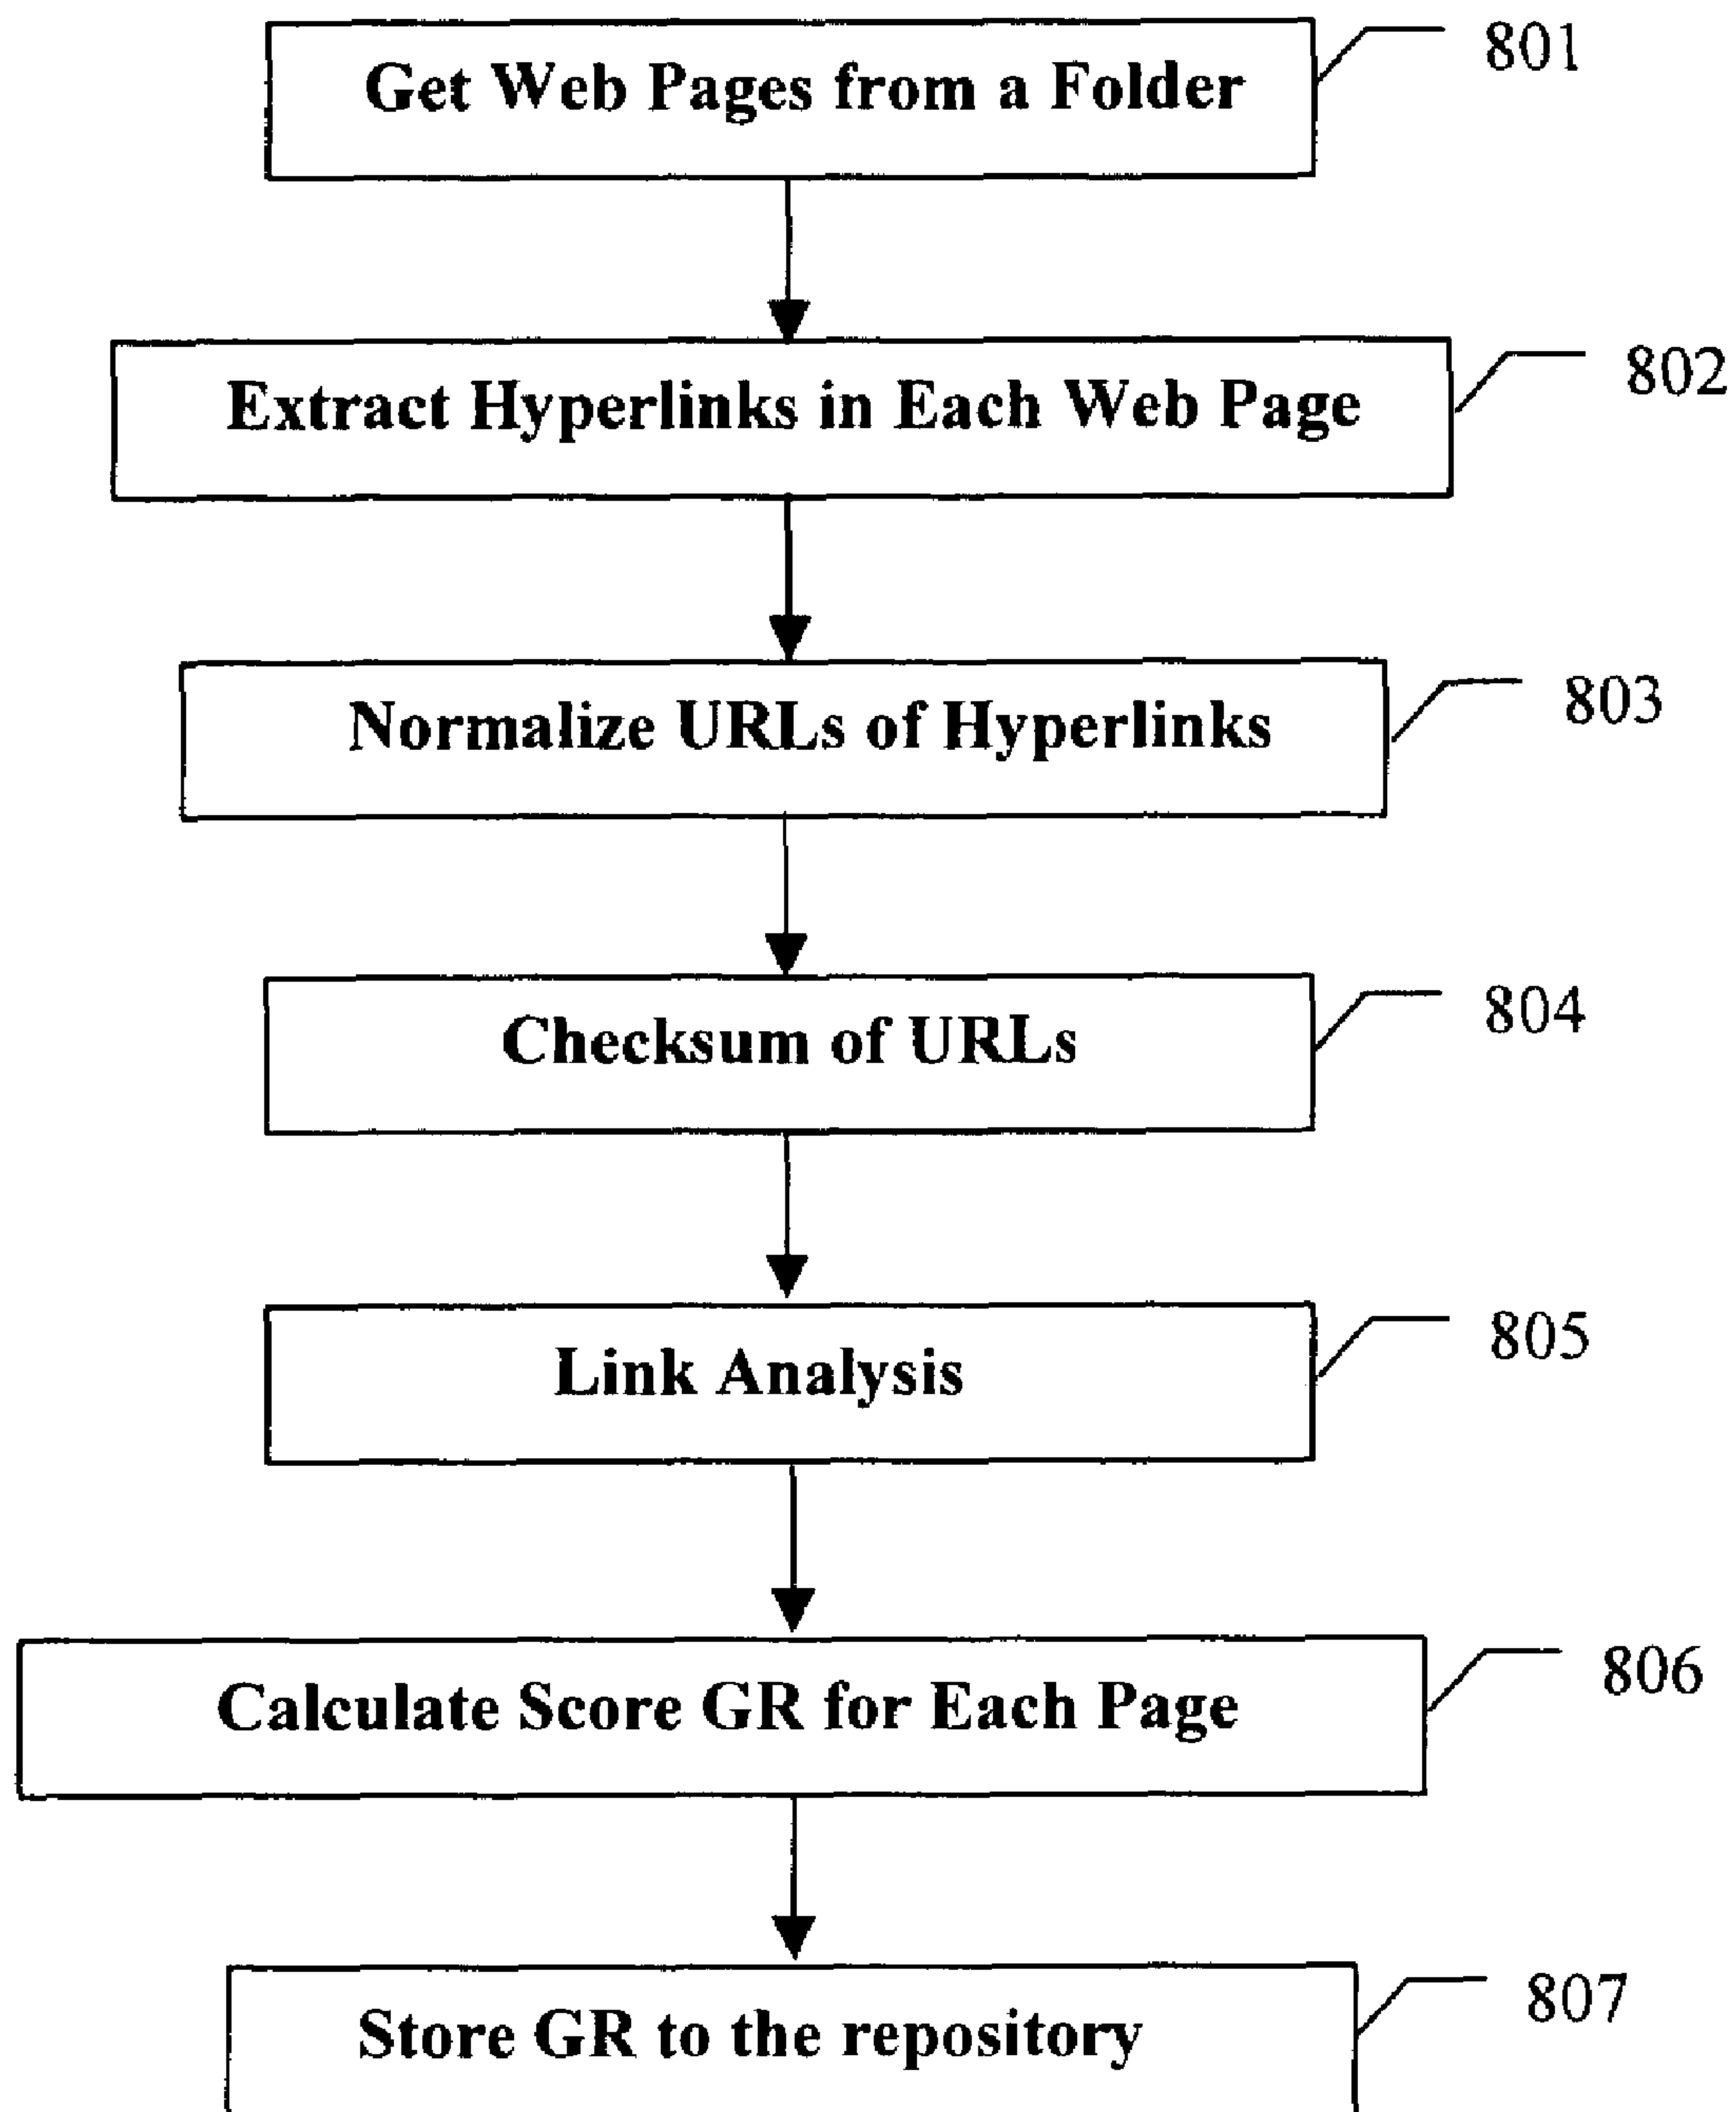 Get Web Pages from a Folder
801
Extract Hyperlinks in Each Web Page
802
Normalize URLs of Hyperlinks
803
Checksum of URLs
804
Link Analysis
805
Calculate Score GR for Each Page
806
Store GR to the repository
807